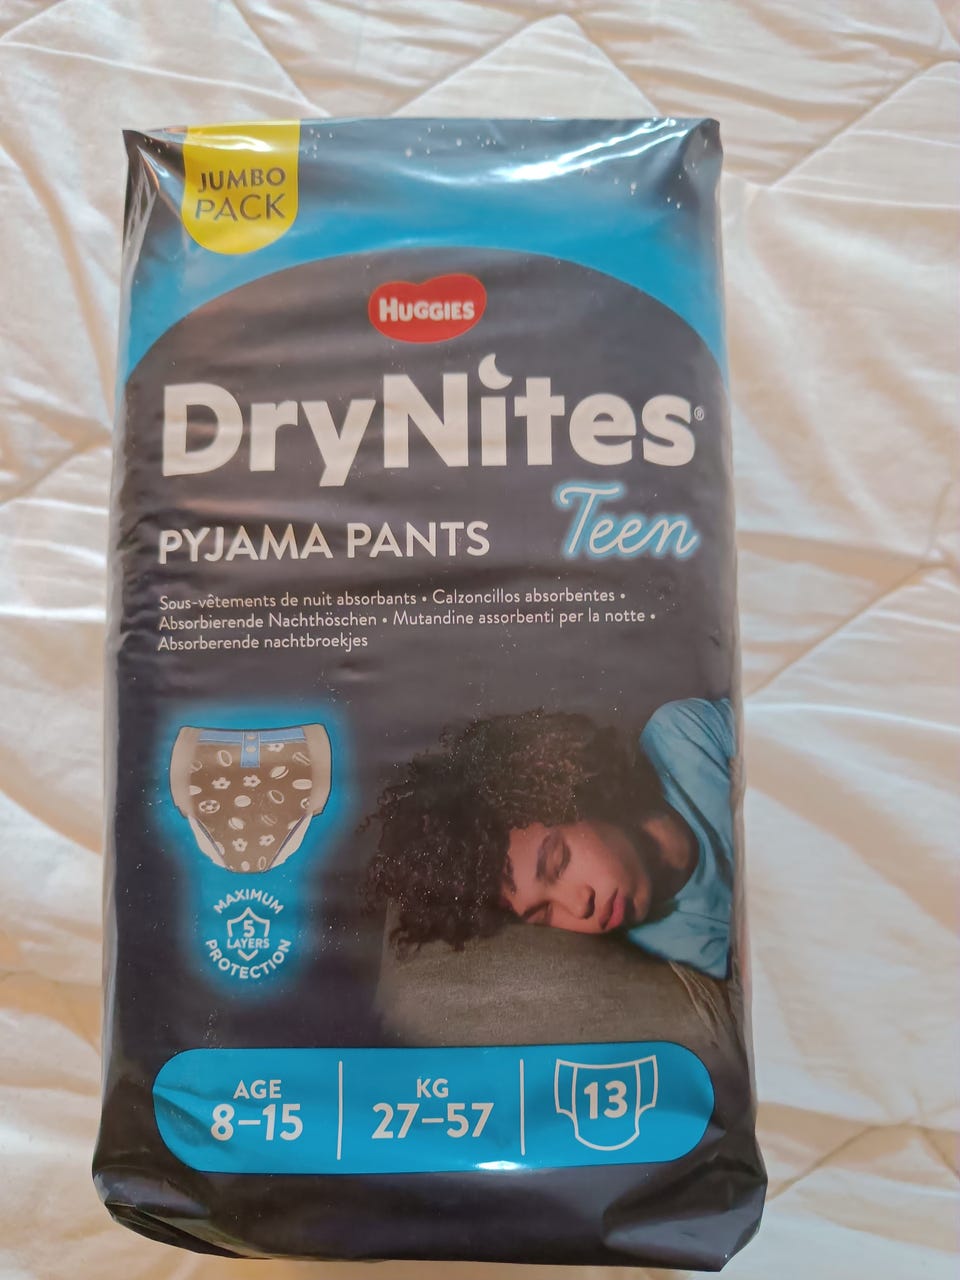 JUMBO
PACK
HUGGIES
DryNites®
Teen
PYJAMA PANTS
Sous-vêtements de nuit absorbants • Calzoncillos absorbentes •
Absorbierende Nachthöschen • Mutandine assorbenti per la notte •
Absorberende nachtbroekjes
MAXIMUM
5
LAYERS
PROTECTION
AGE
8–15
KG
27–57
13